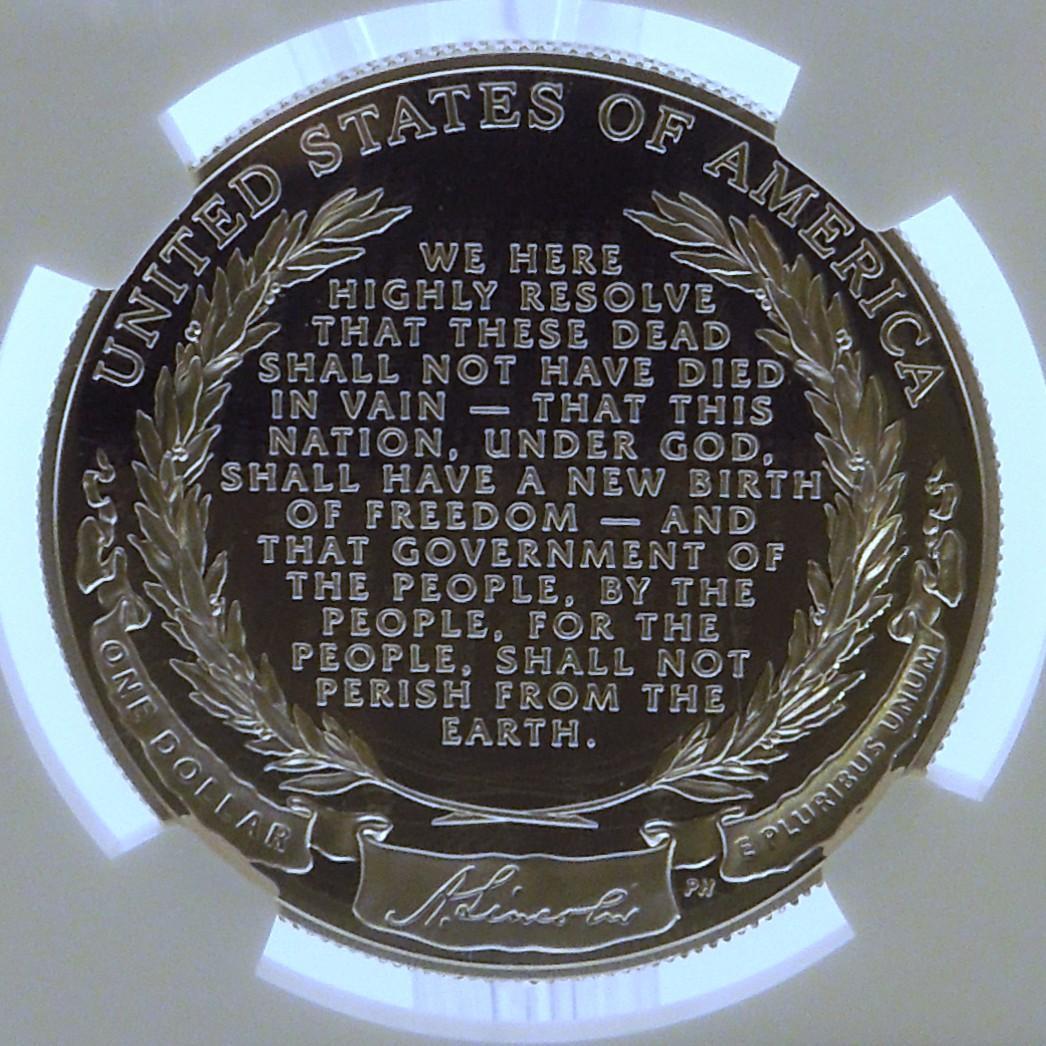 UNITED STATES OF AMERICA
WE HERE
HIGHLY RESOLVE
THAT THESE DEAD
SHALL NOT HAVE DIED
IN VAIN — THAT THIS
NATION, UNDER GOD,
SHALL HAVE A NEW BIRTH
OF FREEDOM — AND
THAT GOVERNMENT OF
THE PEOPLE, BY THE
PEOPLE, FOR THE
PEOPLE, SHALL NOT
PERISH FROM THE
EARTH.
ONE DOLLAR
A. Lincoln
PH
E PLURIBUS UNUM